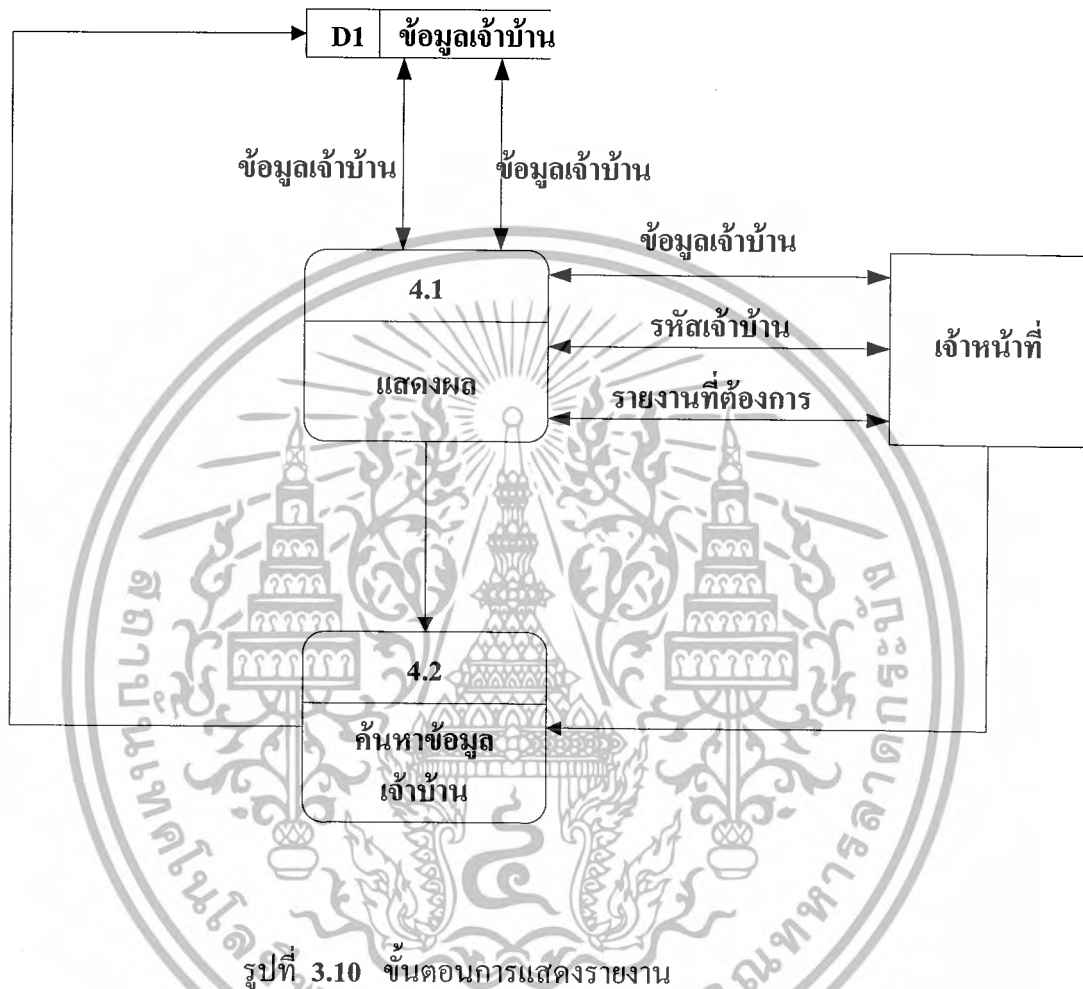 D1 ข้อมูลเจ้าบ้าน
ข้อมูลเจ้าบ้าน ข้อมูลเจ้าบ้าน
ข้อมูลเจ้าบ้าน
4.1
รหัสเจ้าบ้าน
เจ้าหน้าที่
แสดงผล
รายงานที่ต้องการ
4.2
ค้นหาข้อมูล
เจ้าบ้าน
รูปที่ 3.10 ขั้นตอนการแสดงรายงาน